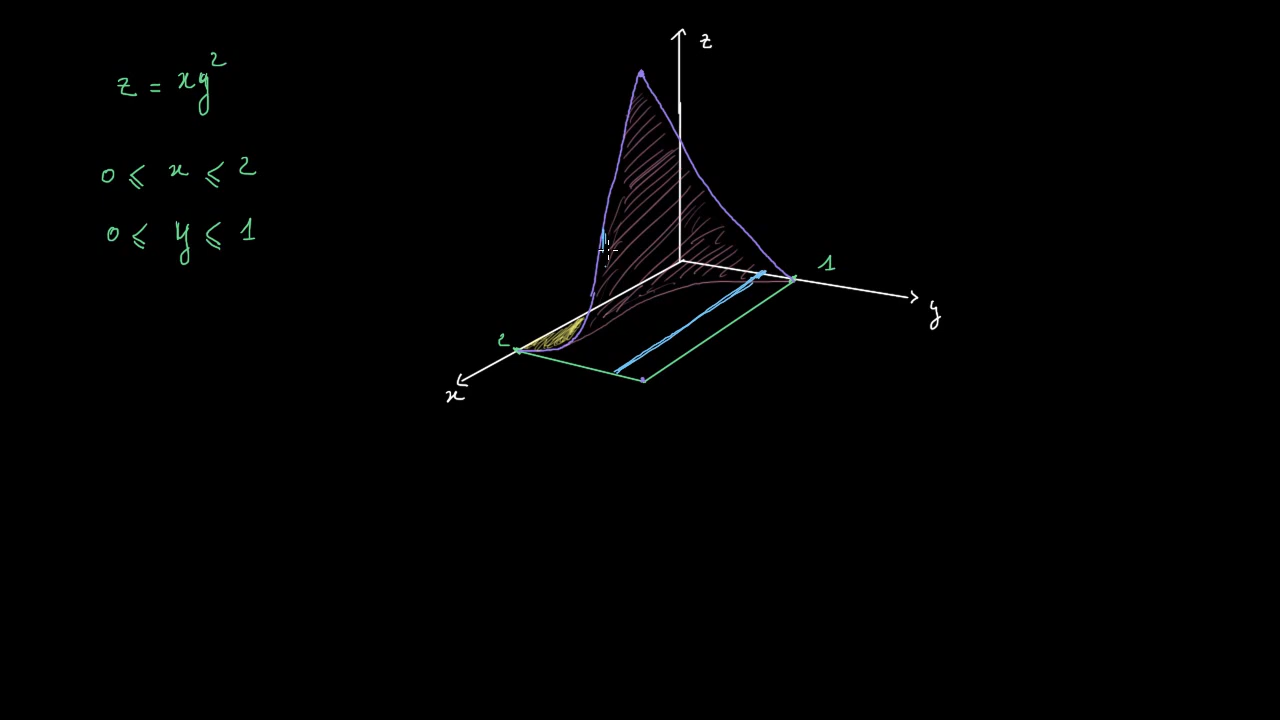 z = xy²
0 ⩽ x ⩽ 2
0 ⩽ y ⩽ 1
z
1
y
2
x